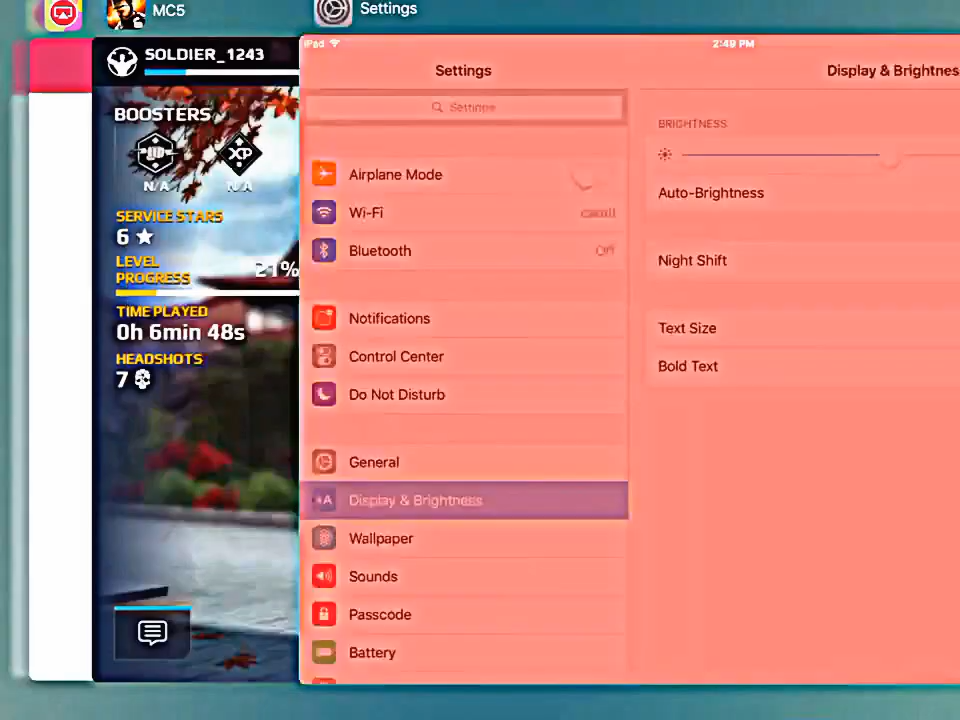 MC5
Settings
SOLDIER_1243
BOOSTERS
XP
N/A
N/A
SERVICE STARS
6
LEVEL
PROGRESS
21%
TIME PLAYED
0h 6min 48s
HEADSHOTS
7
iPad
2:49 PM
Settings
Display & Brightness
Settings
Airplane Mode
Wi-Fi
Bluetooth
Off
Notifications
Control Center
Do Not Disturb
General
A
Display & Brightness
Wallpaper
Sounds
Passcode
Battery
BRIGHTNESS
Auto-Brightness
Night Shift
Text Size
Bold Text